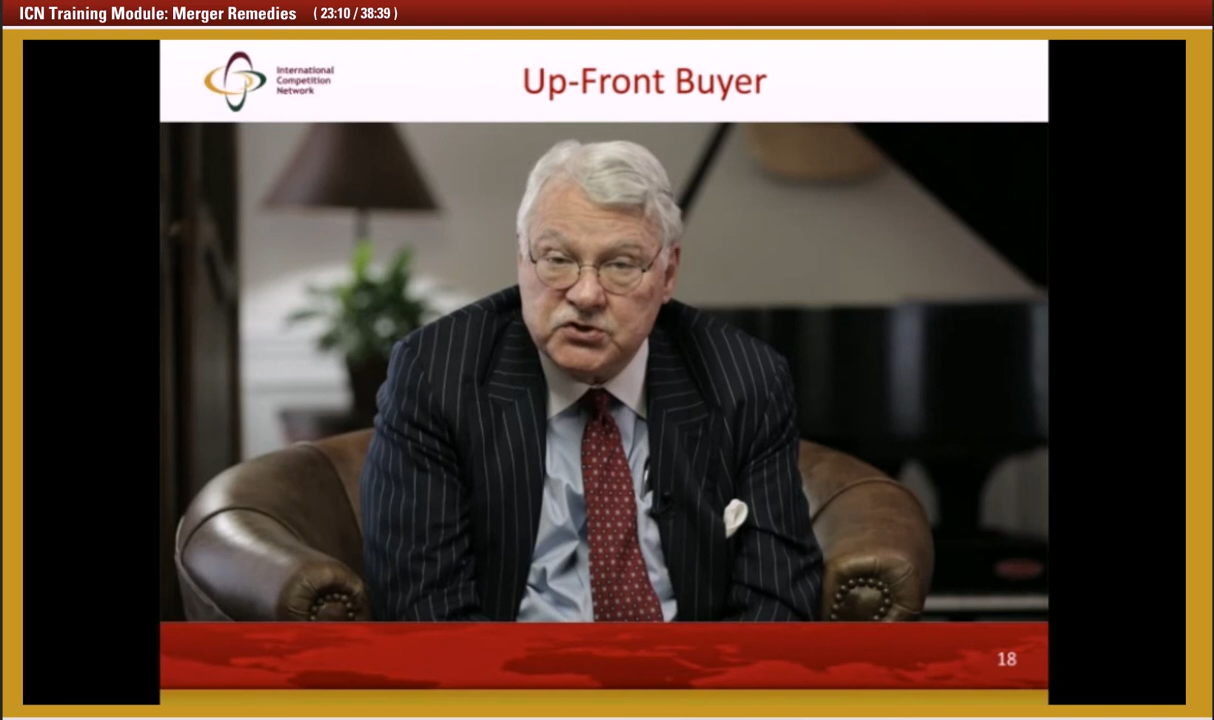 ICN Training Module: Merger Remedies ( 23:10 / 38:39 )
International
Competition
Network
Up-Front Buyer
18